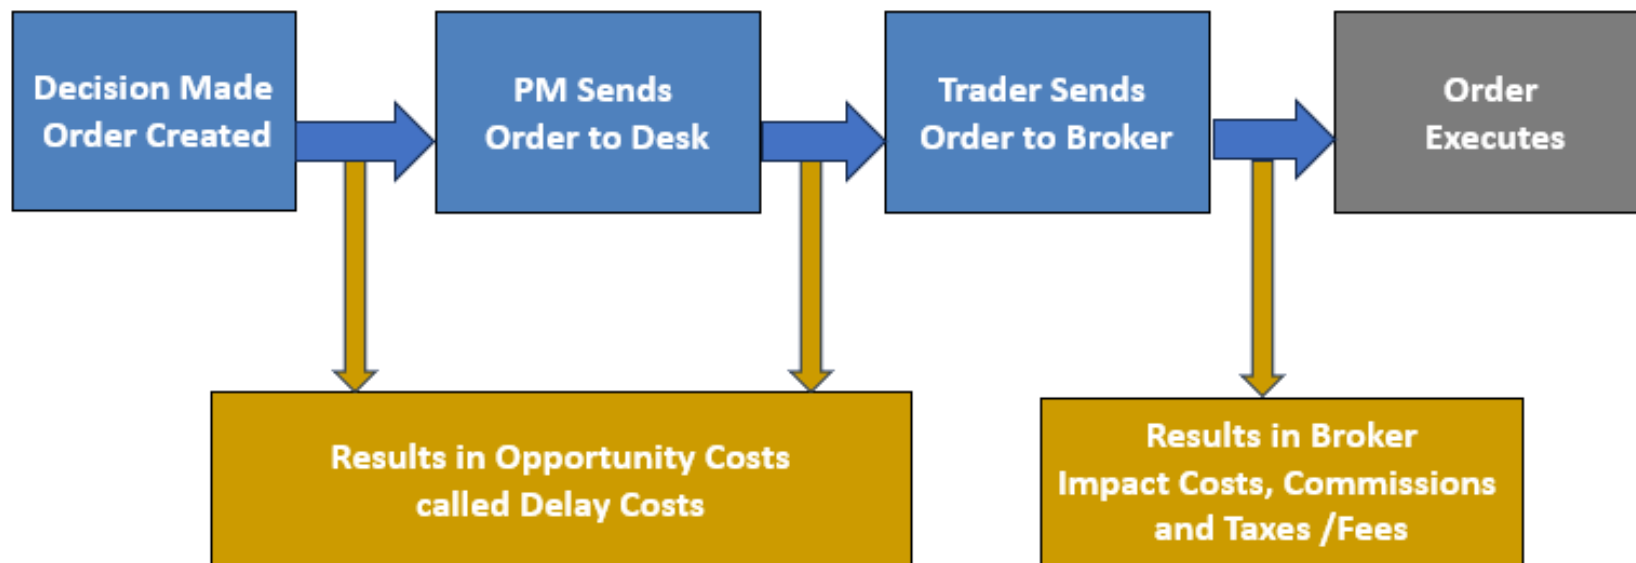 Decision Made
Order Created
PM Sends
Order to Desk
Trader Sends
Order to Broker
Order
Executes
Results in Opportunity Costs
called Delay Costs
Results in Broker
Impact Costs, Commissions
and Taxes /Fees